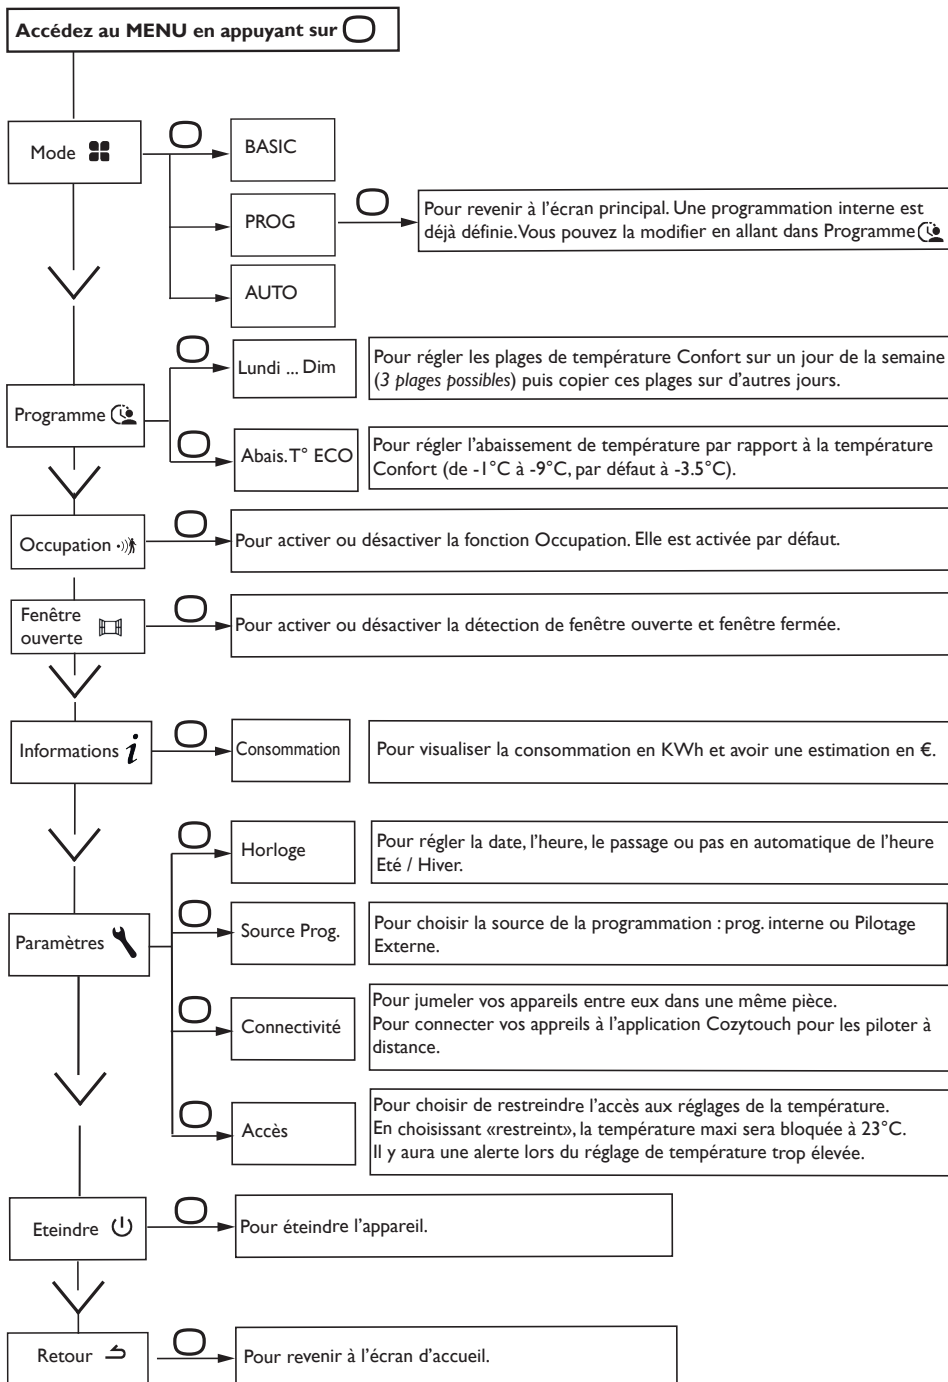 Accédez au MENU en appuyant sur
Mode
BASIC
PROG
Pour revenir à l'écran principal. Une programmation interne est
déjà définie. Vous pouvez la modifier en allant dans Programme
AUTO
Programme
Lundi ... Dim
Pour régler les plages de température Confort sur un jour de la semaine
(3 plages possibles) puis copier ces plages sur d'autres jours.
Abais. T° ECO
Pour régler l'abaissement de température par rapport à la température
Confort (de -1°C à -9°C, par défaut à -3.5°C).
Occupation
Pour activer ou désactiver la fonction Occupation. Elle est activée par défaut.
Fenêtre
ouverte
Pour activer ou désactiver la détection de fenêtre ouverte et fenêtre fermée.
Informations i
Consommation
Pour visualiser la consommation en KWh et avoir une estimation en €.
Paramètres
Horloge
Pour régler la date, l'heure, le passage ou pas en automatique de l'heure
Eté / Hiver.
Source Prog.
Pour choisir la source de la programmation : prog. interne ou Pilotage
Externe.
Connectivité
Pour jumeler vos appareils entre eux dans une même pièce.
Pour connecter vos appreils à l'application Cozytouch pour les piloter à
distance.
Accès
Pour choisir de restreindre l'accès aux réglages de la température.
En choisissant «restreint», la température maxi sera bloquée à 23°C.
Il y aura une alerte lors du réglage de température trop élevée.
Eteindre
Pour éteindre l'appareil.
Retour
Pour revenir à l'écran d'accueil.